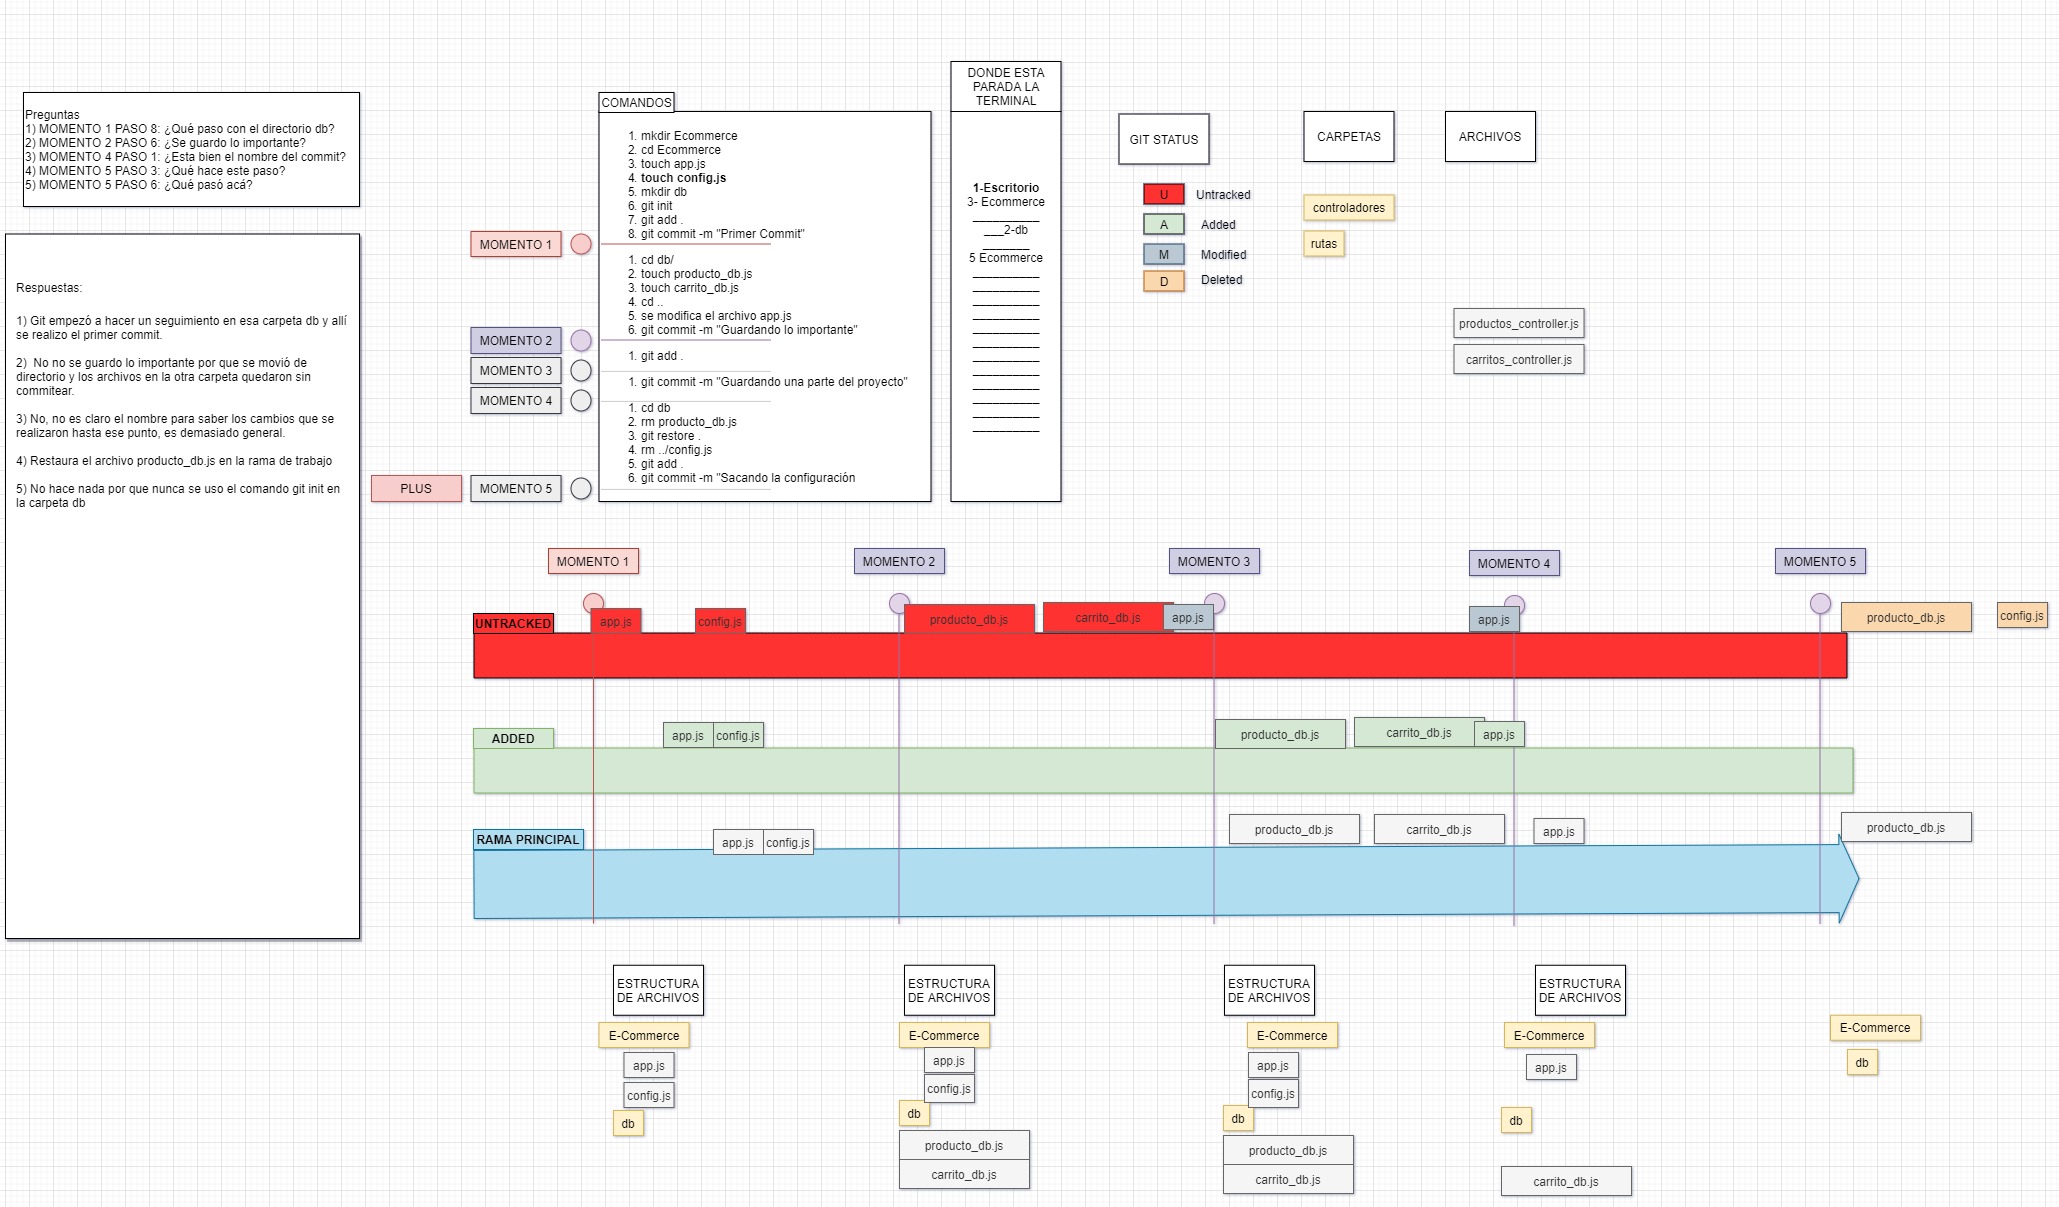 Preguntas
1) MOMENTO 1 PASO 8: ¿Qué paso con el directorio db?
2) MOMENTO 2 PASO 6: ¿Se guardo lo importante?
3) MOMENTO 4 PASO 1: ¿Esta bien el nombre del commit?
4) MOMENTO 5 PASO 3: ¿Qué hace este paso?
5) MOMENTO 5 PASO 6: ¿Qué pasó acá?
Respuestas:
1) Git empezó a hacer un seguimiento en esa carpeta db y allí
se realizo el primer commit.
2)  No no se guardo lo importante por que se movió de
directorio y los archivos en la otra carpeta quedaron sin
commitear.
3) No, no es claro el nombre para saber los cambios que se
realizaron hasta ese punto, es demasiado general.
4) Restaura el archivo producto_db.js en la rama de trabajo
5) No hace nada por que nunca se uso el comando git init en
la carpeta db
COMANDOS
1. mkdir Ecommerce
2. cd Ecommerce
3. touch app.js
4. touch config.js
5. mkdir db
6. git init
7. git add .
8. git commit -m "Primer Commit"
MOMENTO 1
1. cd db/
2. touch producto_db.js
3. touch carrito_db.js
4. cd ..
5. se modifica el archivo app.js
6. git commit -m "Guardando lo importante"
MOMENTO 2
1. git add .
MOMENTO 3
1. git commit -m "Guardando una parte del proyecto"
MOMENTO 4
1. cd db
2. rm producto_db.js
3. git restore .
4. rm ../config.js
5. git add .
6. git commit -m "Sacando la configuración
PLUS
MOMENTO 5
DONDE ESTA
PARADA LA
TERMINAL
1-Escritorio
3- Ecommerce
__________
___2-db
_______
5 Ecommerce
__________
__________
__________
__________
__________
__________
__________
__________
__________
__________
__________
__________
GIT STATUS
U Untracked
A Added
M Modified
D Deleted
CARPETAS
controladores
rutas
ARCHIVOS
productos_controller.js
carritos_controller.js
MOMENTO 1 MOMENTO 2 MOMENTO 3 MOMENTO 4 MOMENTO 5
UNTRACKED app.js config.js producto_db.js carrito_db.js app.js app.js producto_db.js config.js
ADDED app.js config.js producto_db.js carrito_db.js app.js
RAMA PRINCIPAL app.js config.js producto_db.js carrito_db.js app.js producto_db.js
ESTRUCTURA
DE ARCHIVOS
E-Commerce
app.js
config.js
db
ESTRUCTURA
DE ARCHIVOS
E-Commerce
app.js
config.js
db
producto_db.js
carrito_db.js
ESTRUCTURA
DE ARCHIVOS
E-Commerce
app.js
config.js
db
producto_db.js
carrito_db.js
ESTRUCTURA
DE ARCHIVOS
E-Commerce
app.js
db
carrito_db.js
E-Commerce
db